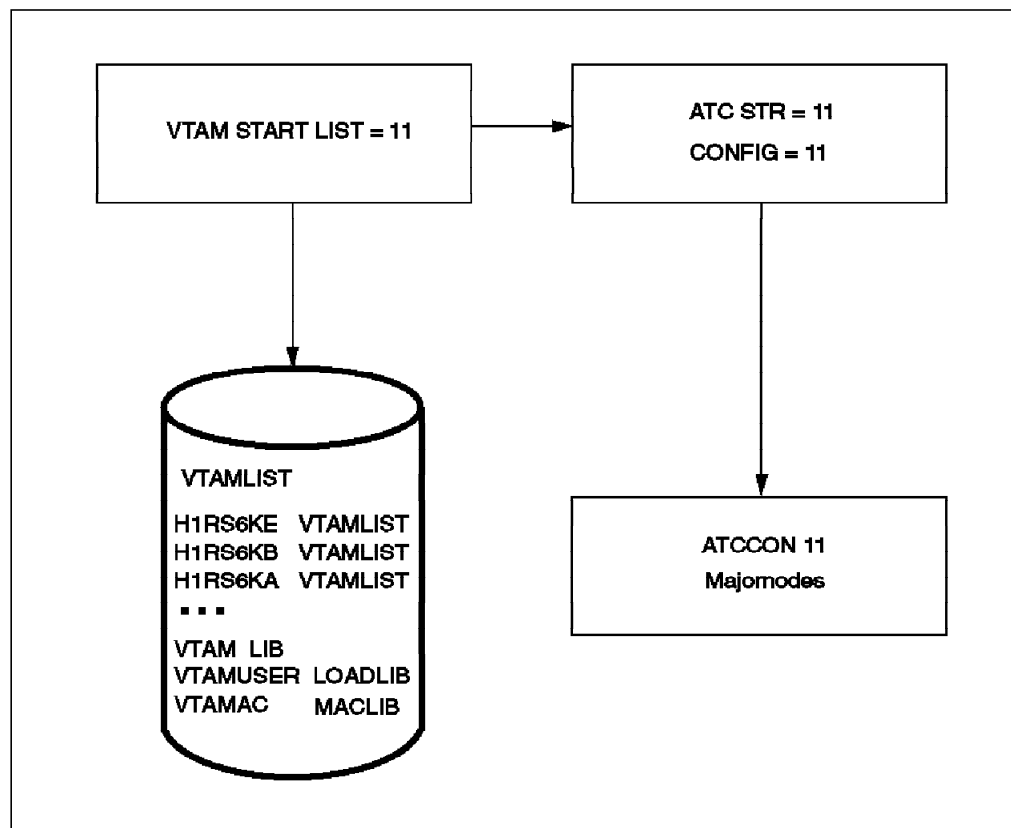 VTAM START LIST = 11
ATC STR = 11
CONFIG = 11
VTAMLIST
H1RS6KE VTAMLIST
H1RS6KB VTAMLIST
H1RS6KA VTAMLIST
...
VTAM LIB
VTAMUSER LOADLIB
VTAMAC MACLIB
ATCCON 11
Majornodes